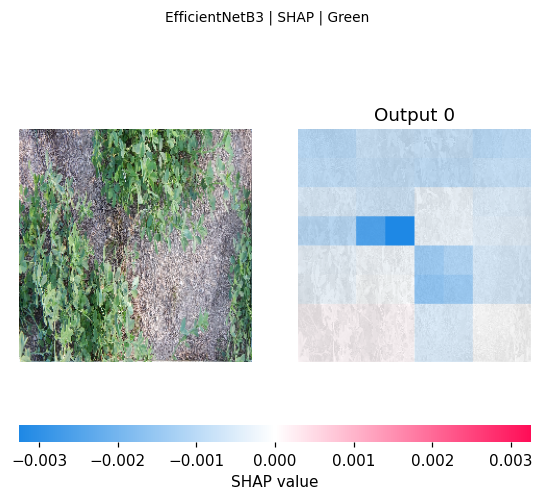 EfficientNetB3 | SHAP | Green
Output 0
−0.003 −0.002 −0.001 0.000 0.001 0.002 0.003
SHAP value